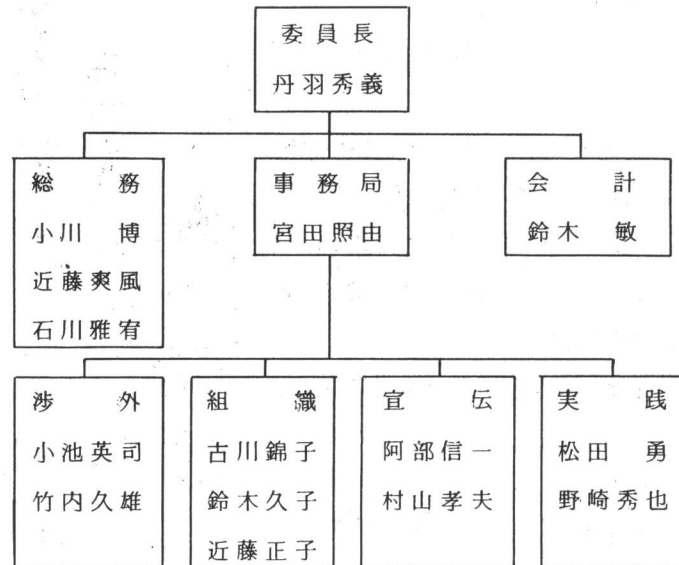 委員長
丹羽秀義
総務
小川 博
近藤爽風
石川雅宥
事務局
宮田照由
会計
鈴木 敏
渉外
小池英司
竹内久雄
組織
古川錦子
鈴木久子
近藤正子
宣伝
阿部信一
村山孝夫
実践
松田 勇
野崎秀也